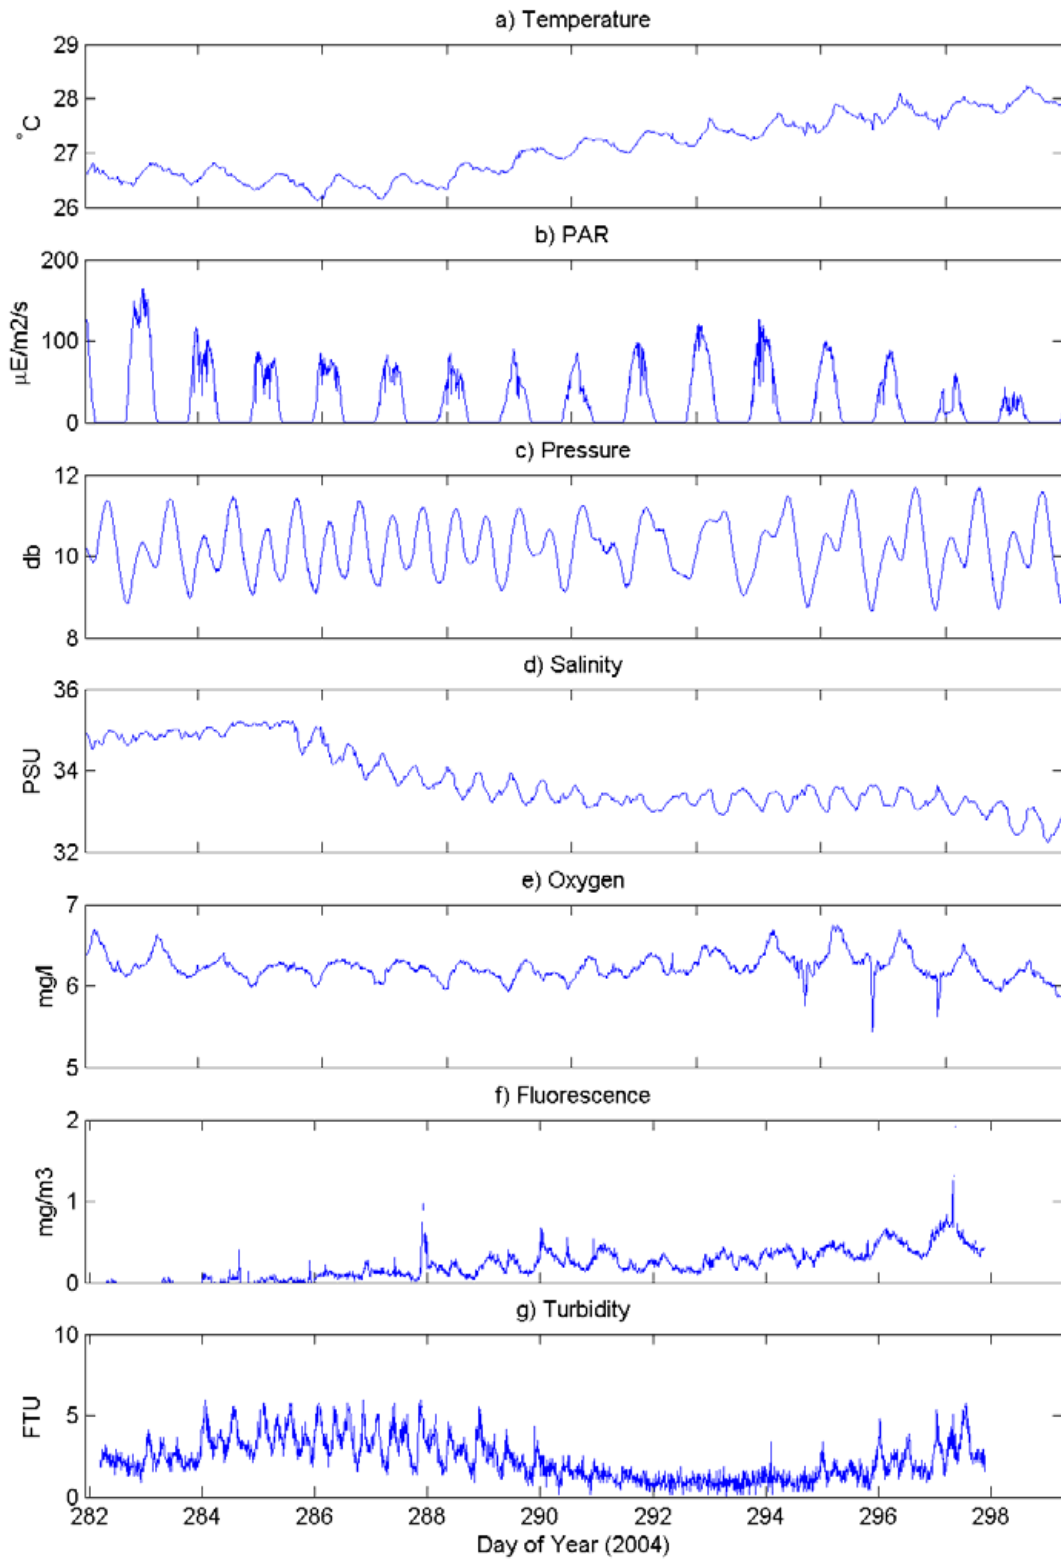 a) Temperature
29
28
27
26
°C
b) PAR
200
100
0
µE/m2/s
c) Pressure
12
10
8
db
d) Salinity
36
34
32
PSU
e) Oxygen
7
6
5
mg/l
f) Fluorescence
2
1
0
mg/m3
g) Turbidity
10
5
0
FTU
282 284 286 288 290 292 294 296 298
Day of Year (2004)